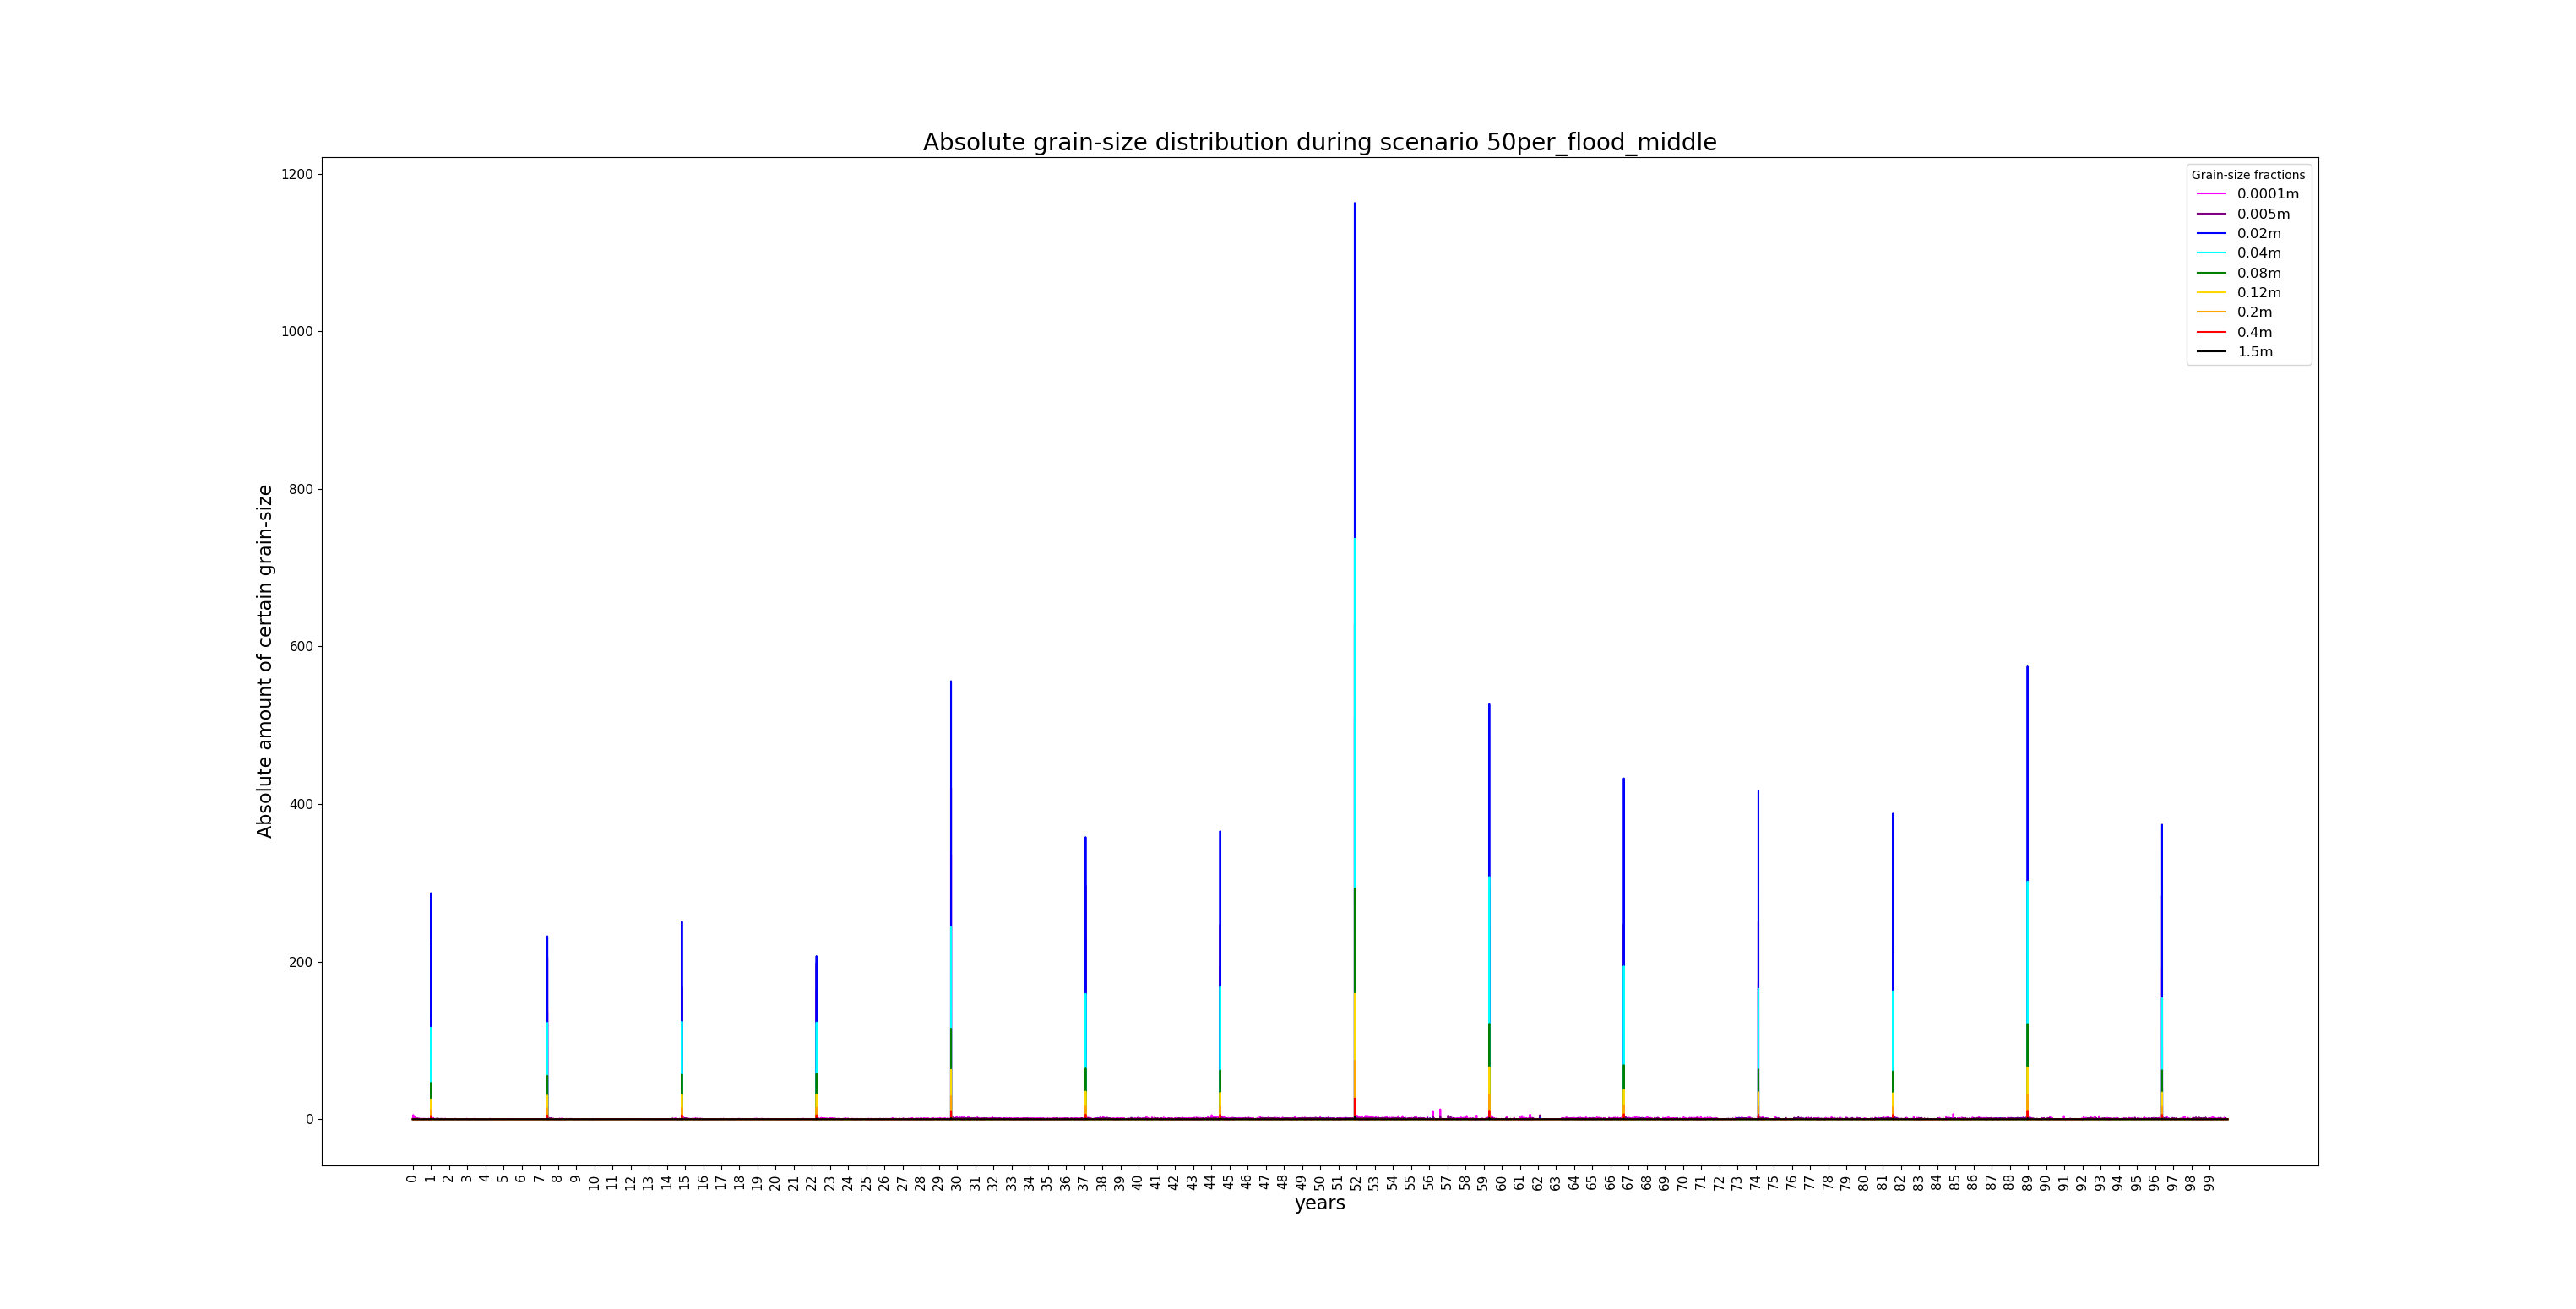 Absolute grain-size distribution during scenario 50per_flood_middle
1200
1000
800
600
400
200
0
Absolute amount of certain grain-size
Grain-size fractions
0.0001m
0.005m
0.02m
0.04m
0.08m
0.12m
0.2m
0.4m
1.5m
0 1 2 3 4 5 6 7 8 9 10 11 12 13 14 15 16 17 18 19 20 21 22 23 24 25 26 27 28 29 30 31 32 33 34 35 36 37 38 39 40 41 42 43 44 45 46 47 48 49 50 51 52 53 54 55 56 57 58 59 60 61 62 63 64 65 66 67 68 69 70 71 72 73 74 75 76 77 78 79 80 81 82 83 84 85 86 87 88 89 90 91 92 93 94 95 96 97 98 99
years